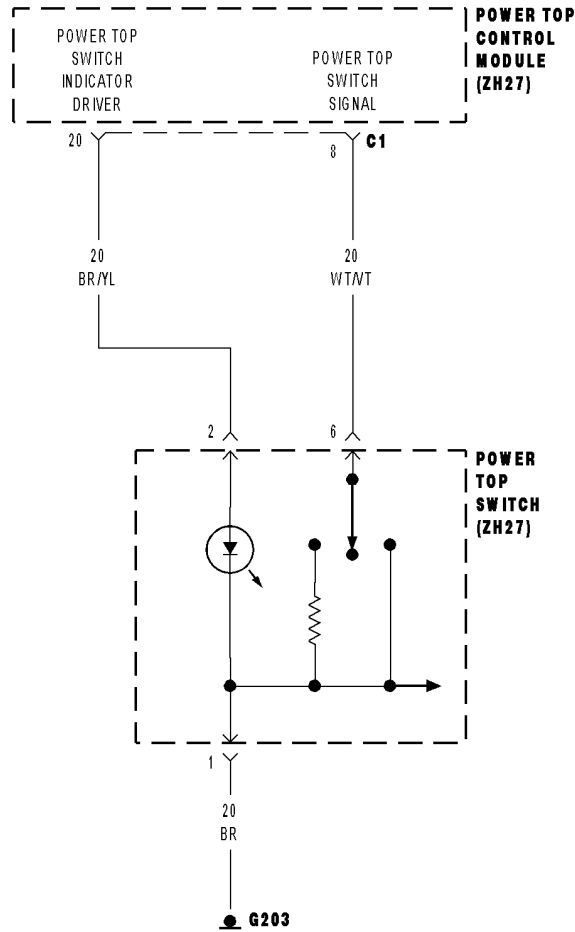 POWER TOP
CONTROL
MODULE
(ZH27)
POWER TOP
SWITCH
INDICATOR
DRIVER
POWER TOP
SWITCH
SIGNAL
20
8
C1
20
BR/YL
20
WT/VT
2
6
POWER
TOP
SWITCH
(ZH27)
1
20
BR
G203